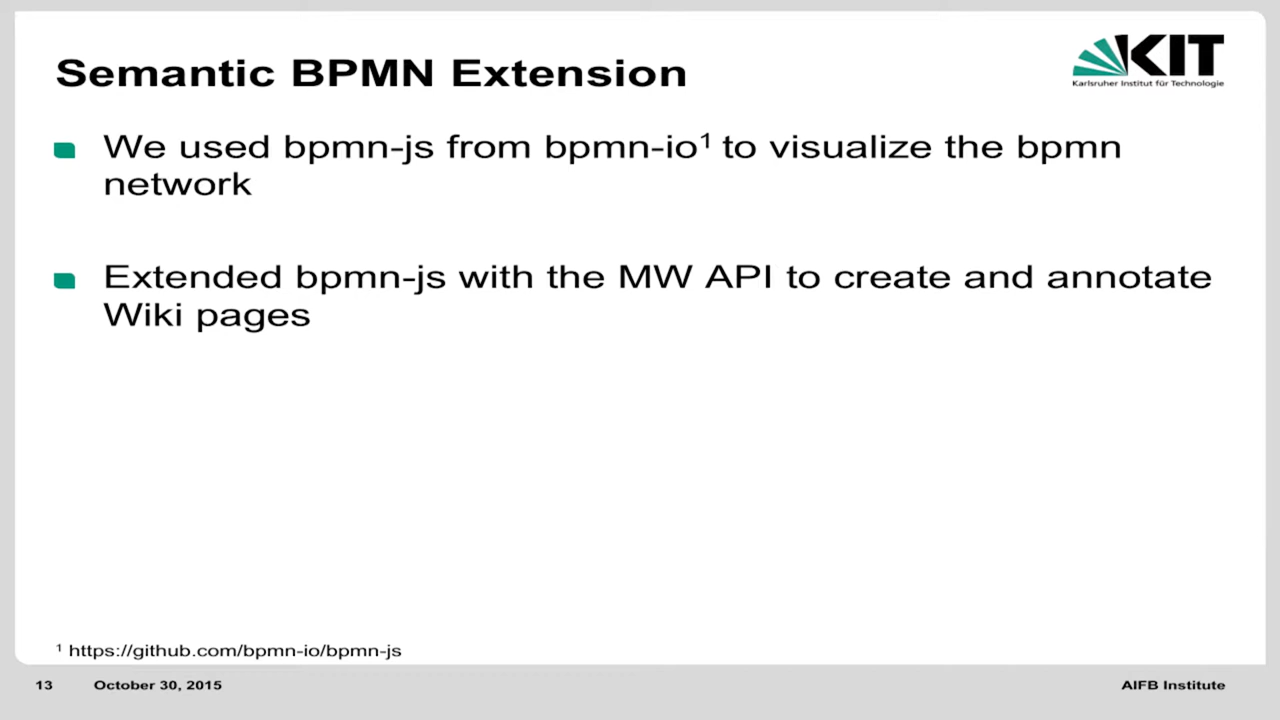 Semantic BPMN Extension
KIT
Karlsruher Institut für Technologie
We used bpmn-js from bpmn-io¹ to visualize the bpmn
network
Extended bpmn-js with the MW API to create and annotate
Wiki pages
¹ https://github.com/bpmn-io/bpmn-js
13 October 30, 2015 AIFB Institute